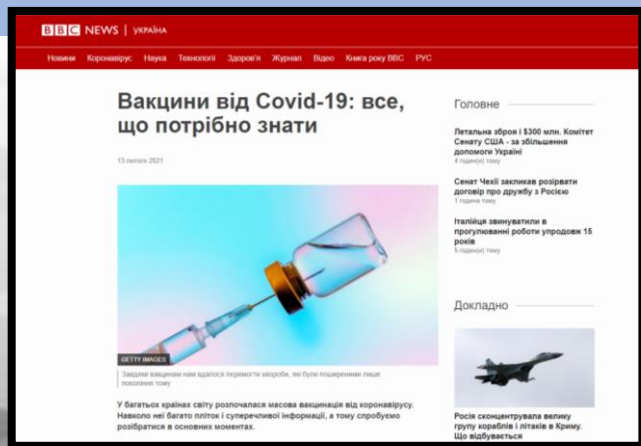 BBC NEWS | УКРАЇНА
Новини Коронавірус Наука Технології Здоров'я Журнал Відео Книга року ВВС РУС
Вакцини від Covid-19: все,
що потрібно знати
13 лютого 2021
GETTY IMAGES
Завдяки вакцинам нам вдалося перемогти хвороби, які були поширеними лише
покоління тому
У багатьох країнах світу розпочалася масова вакцинація від коронавірусу.
Навколо неї багато пліток і суперечливої інформації, а тому спробуємо
розібратися в основних моментах.
Головне
Летальна зброя і $300 млн. Комітет
Сенату США - за збільшення
допомоги Україні
4 годин(и) тому
Сенат Чехії закликав розірвати
договір про дружбу з Росією
1 година тому
Італійця звинуватили в
прогулюванні роботи упродовж 15
років
5 годин(и) тому
Докладно
Росія сконцентрувала велику
групу кораблів і літаків в Криму.
Що відбувається